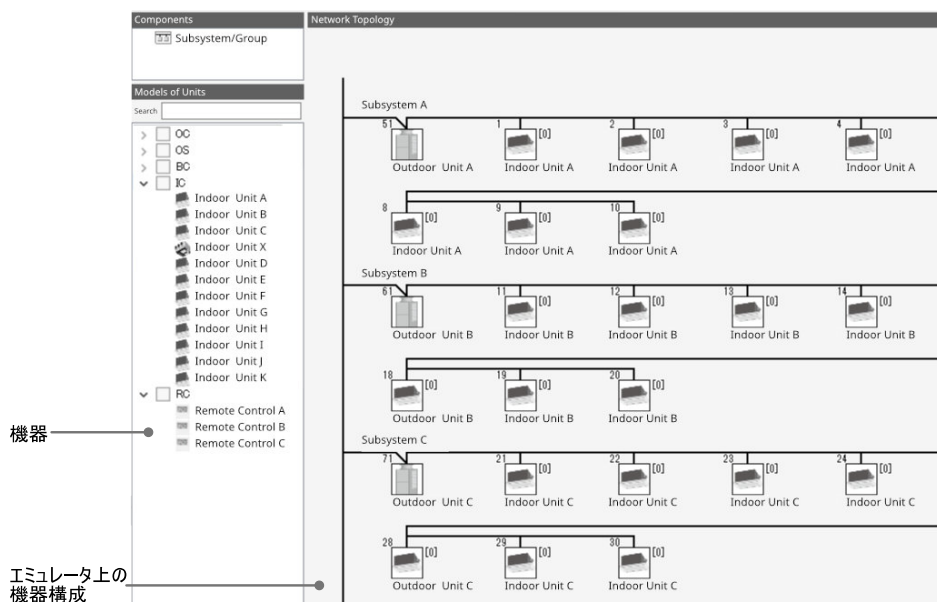 Components
Subsystem/Group
Models of Units
Search
OC
OS
BC
IC
Indoor Unit A
Indoor Unit B
Indoor Unit C
Indoor Unit X
Indoor Unit D
Indoor Unit E
Indoor Unit F
Indoor Unit G
Indoor Unit H
Indoor Unit I
Indoor Unit J
Indoor Unit K
RC
Remote Control A
Remote Control B
Remote Control C
機器
エミュレータ上の
機器構成
Network Topology
Subsystem A
51 1 [0] 2 [0] 3 [0] 4 [0]
Outdoor Unit A Indoor Unit A Indoor Unit A Indoor Unit A Indoor Unit A
8 [0] 9 [0] 10 [0]
Indoor Unit A Indoor Unit A Indoor Unit A
Subsystem B
61 11 [0] 12 [0] 13 [0] 14 [0]
Outdoor Unit B Indoor Unit B Indoor Unit B Indoor Unit B Indoor Unit B
18 [0] 19 [0] 20 [0]
Outdoor Unit B Indoor Unit B Indoor Unit B
Subsystem C
71 21 [0] 22 [0] 23 [0] 24 [0]
Outdoor Unit C Indoor Unit C Indoor Unit C Indoor Unit C Indoor Unit C
28 [0] 29 [0] 30 [0]
Outdoor Unit C Indoor Unit C Indoor Unit C